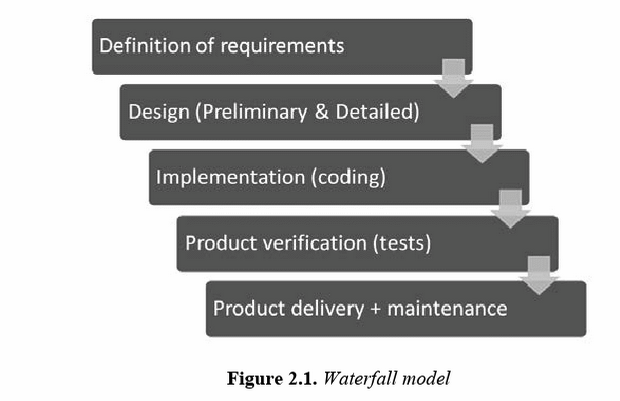 Definition of requirements
Design (Preliminary & Detailed)
Implementation (coding)
Product verification (tests)
Product delivery + maintenance
Figure 2.1. Waterfall model